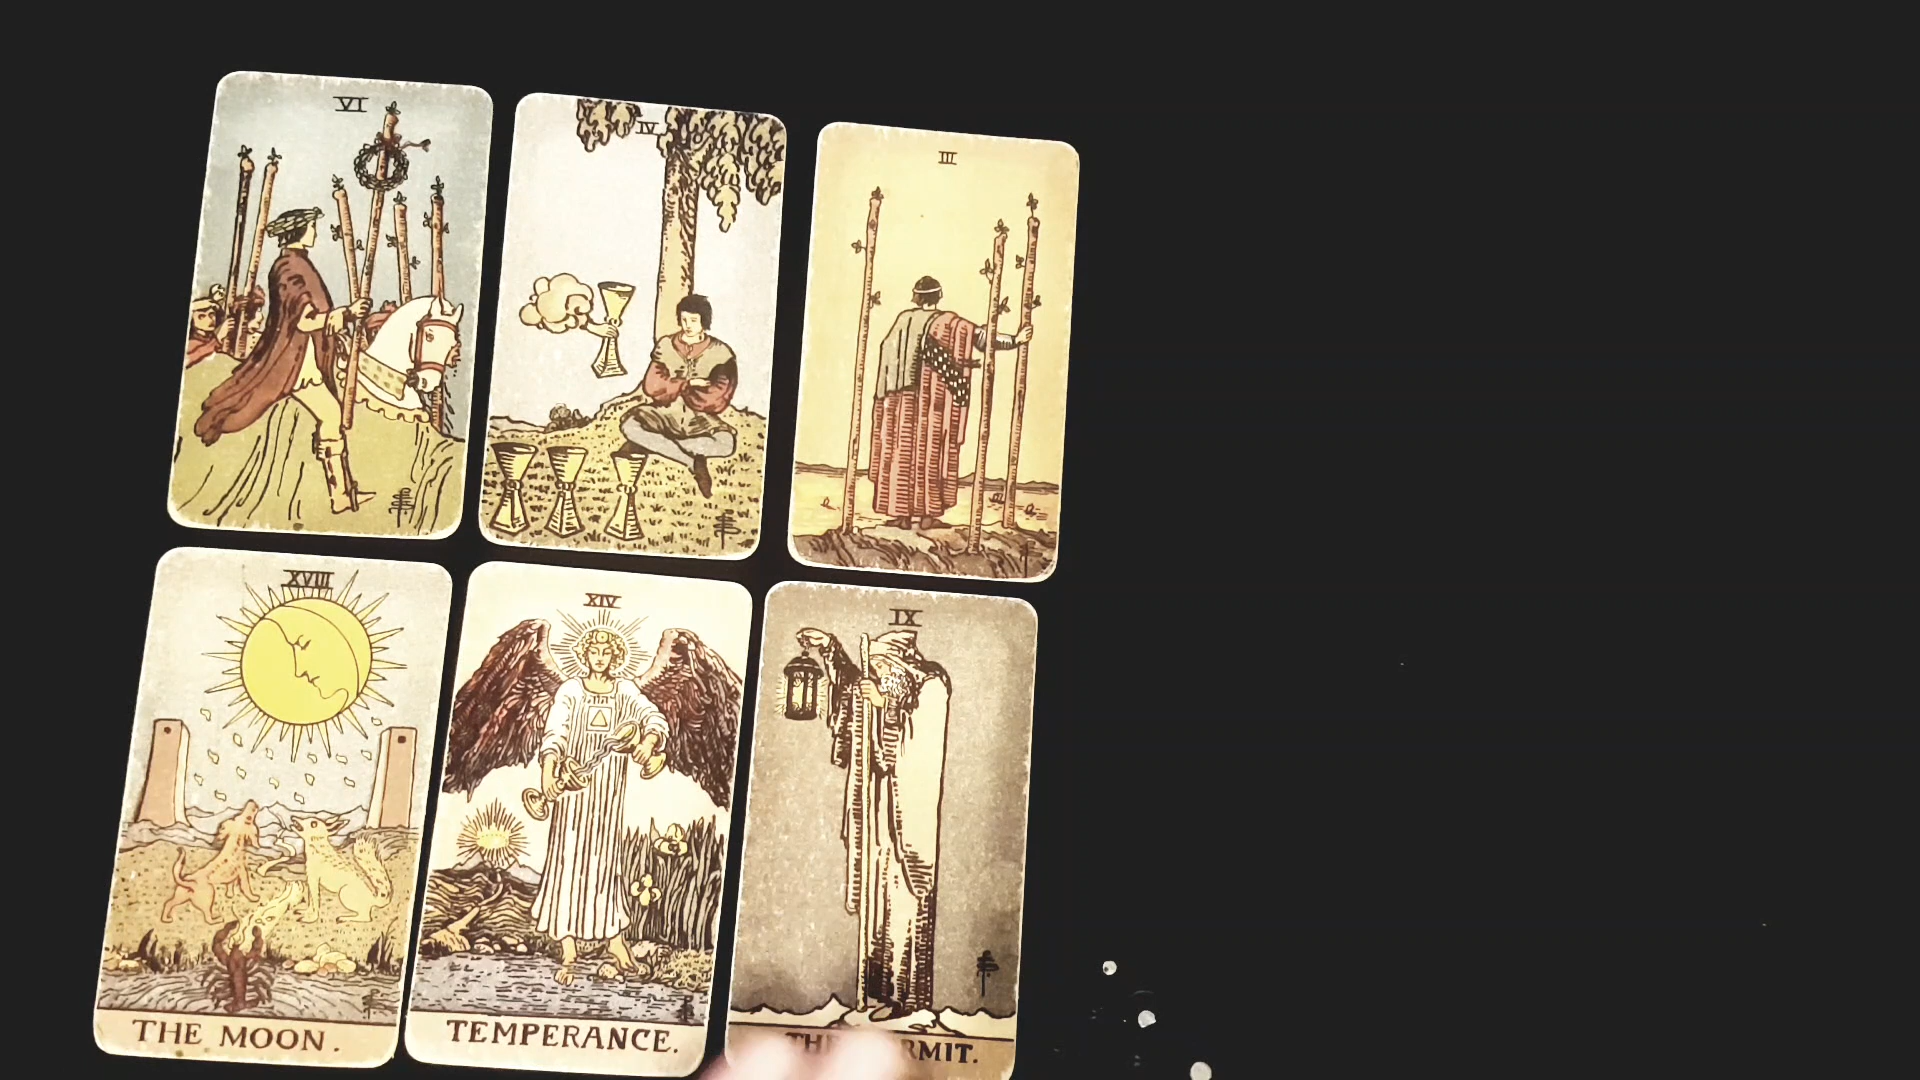 VI
IV
III
XVIII
XIV
IX
THE MOON.
TEMPERANCE.